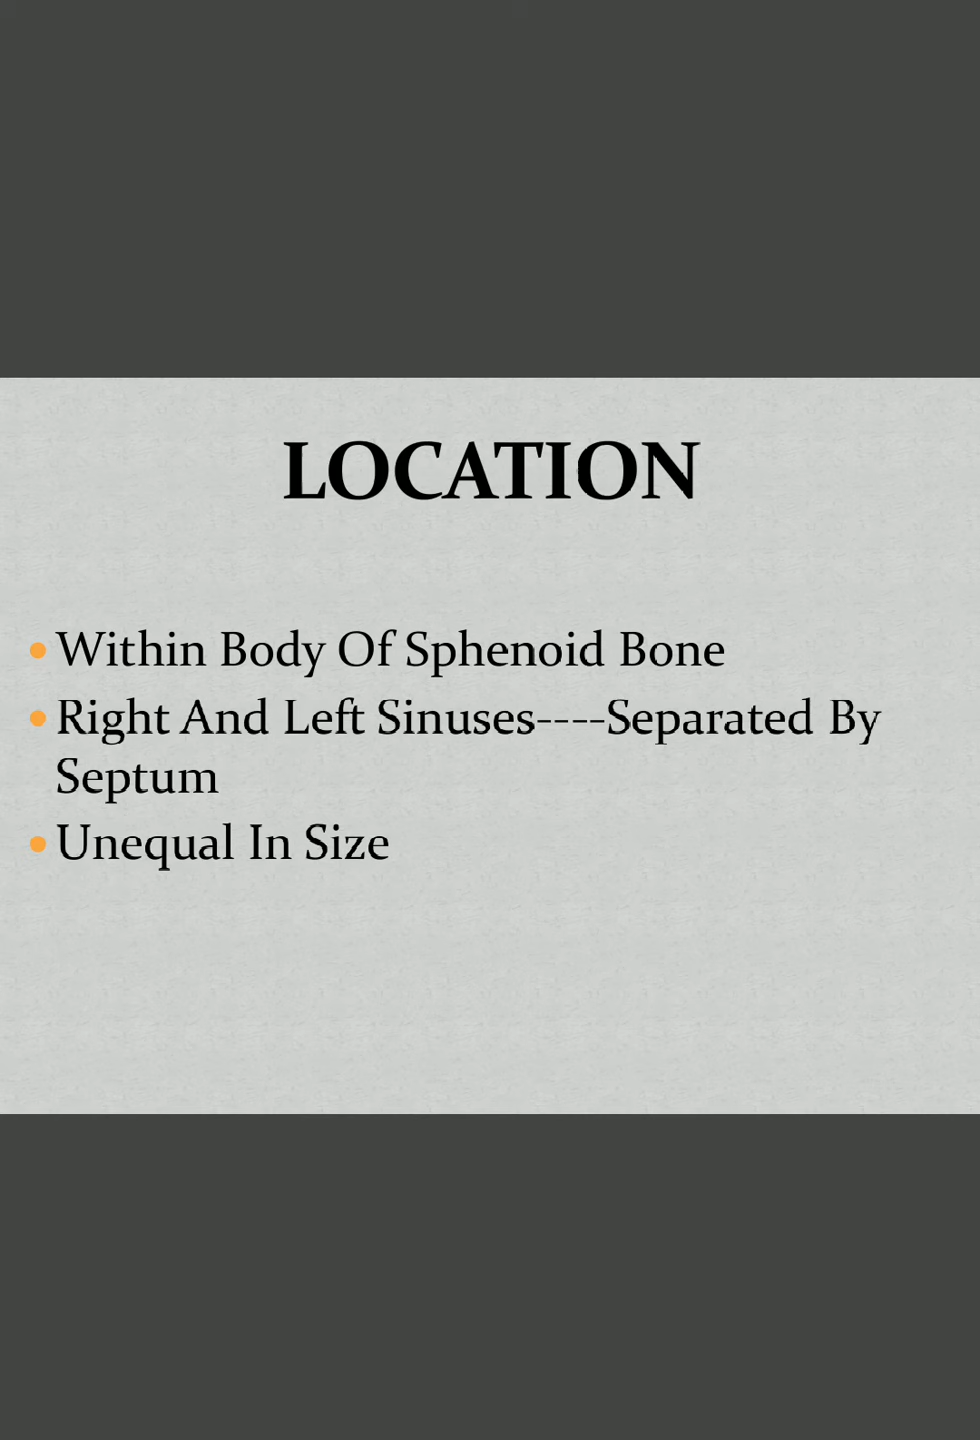 LOCATION
• Within Body Of Sphenoid Bone
• Right And Left Sinuses----Separated By
Septum
• Unequal In Size